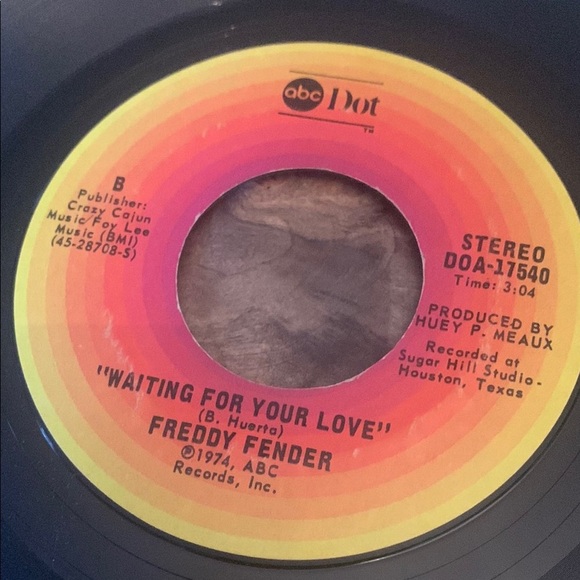 abc Dot
TM
B
Publisher:
Crazy Cajun
Music/Foy Lee
Music (BMI)
(45-28708-S)
STEREO
DOA-17540
Time: 3:04
PRODUCED BY
HUEY P. MEAUX
Recorded at
Sugar Hill Studio-
Houston, Texas
"WAITING FOR YOUR LOVE"
(B. Huerta)
FREDDY FENDER
℗1974, ABC
Records, Inc.